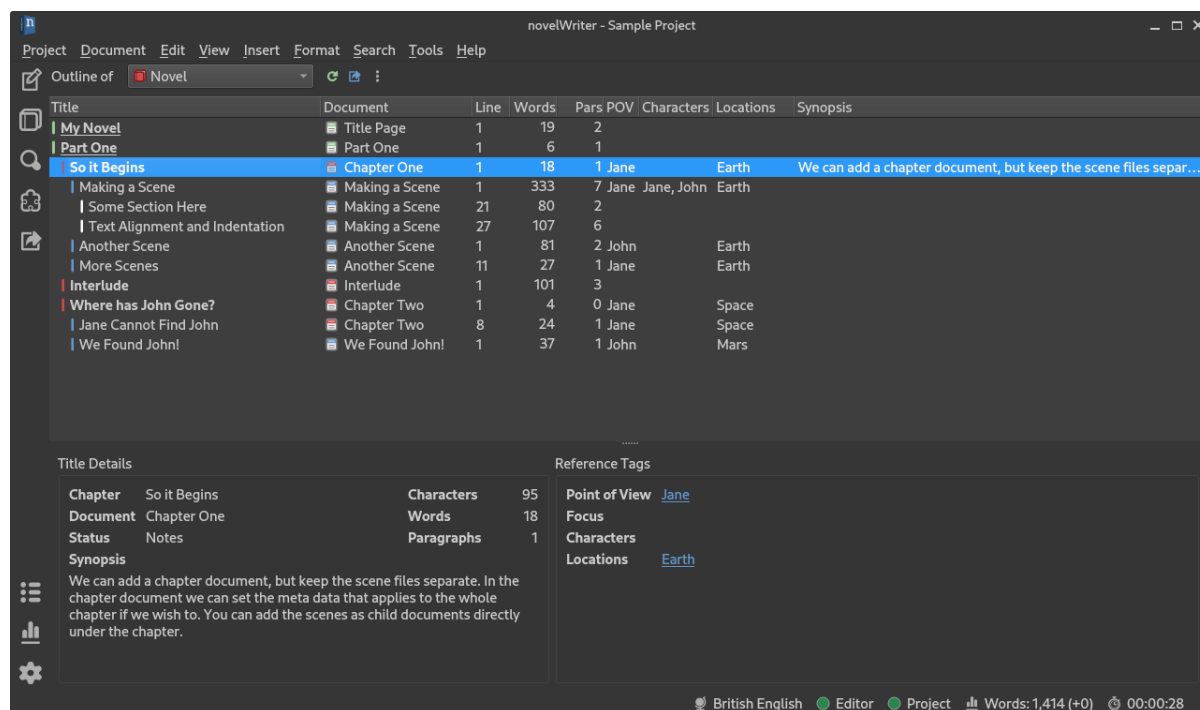 novelWriter - Sample Project
Project Document Edit View Insert Format Search Tools Help
Outline of Novel
Title Document Line Words Pars POV Characters Locations Synopsis
My Novel Title Page 1 19 2
Part One Part One 1 6 1
So it Begins Chapter One 1 18 1 Jane Earth We can add a chapter document, but keep the scene files separ...
Making a Scene Making a Scene 1 333 7 Jane Jane, John Earth
Some Section Here Making a Scene 21 80 2
Text Alignment and Indentation Making a Scene 27 107 6
Another Scene Another Scene 1 81 2 John Earth
More Scenes Another Scene 11 27 1 Jane Earth
Interlude Interlude 1 101 3
Where has John Gone? Chapter Two 1 4 0 Jane Space
Jane Cannot Find John Chapter Two 8 24 1 Jane Space
We Found John! We Found John! 1 37 1 John Mars
Title Details
Chapter So it Begins Characters 95
Document Chapter One Words 18
Status Notes Paragraphs 1
Synopsis
We can add a chapter document, but keep the scene files separate. In the
chapter document we can set the meta data that applies to the whole
chapter if we wish to. You can add the scenes as child documents directly
under the chapter.
Reference Tags
Point of View Jane
Focus
Characters
Locations Earth
British English Editor Project Words: 1,414 (+0) 00:00:28